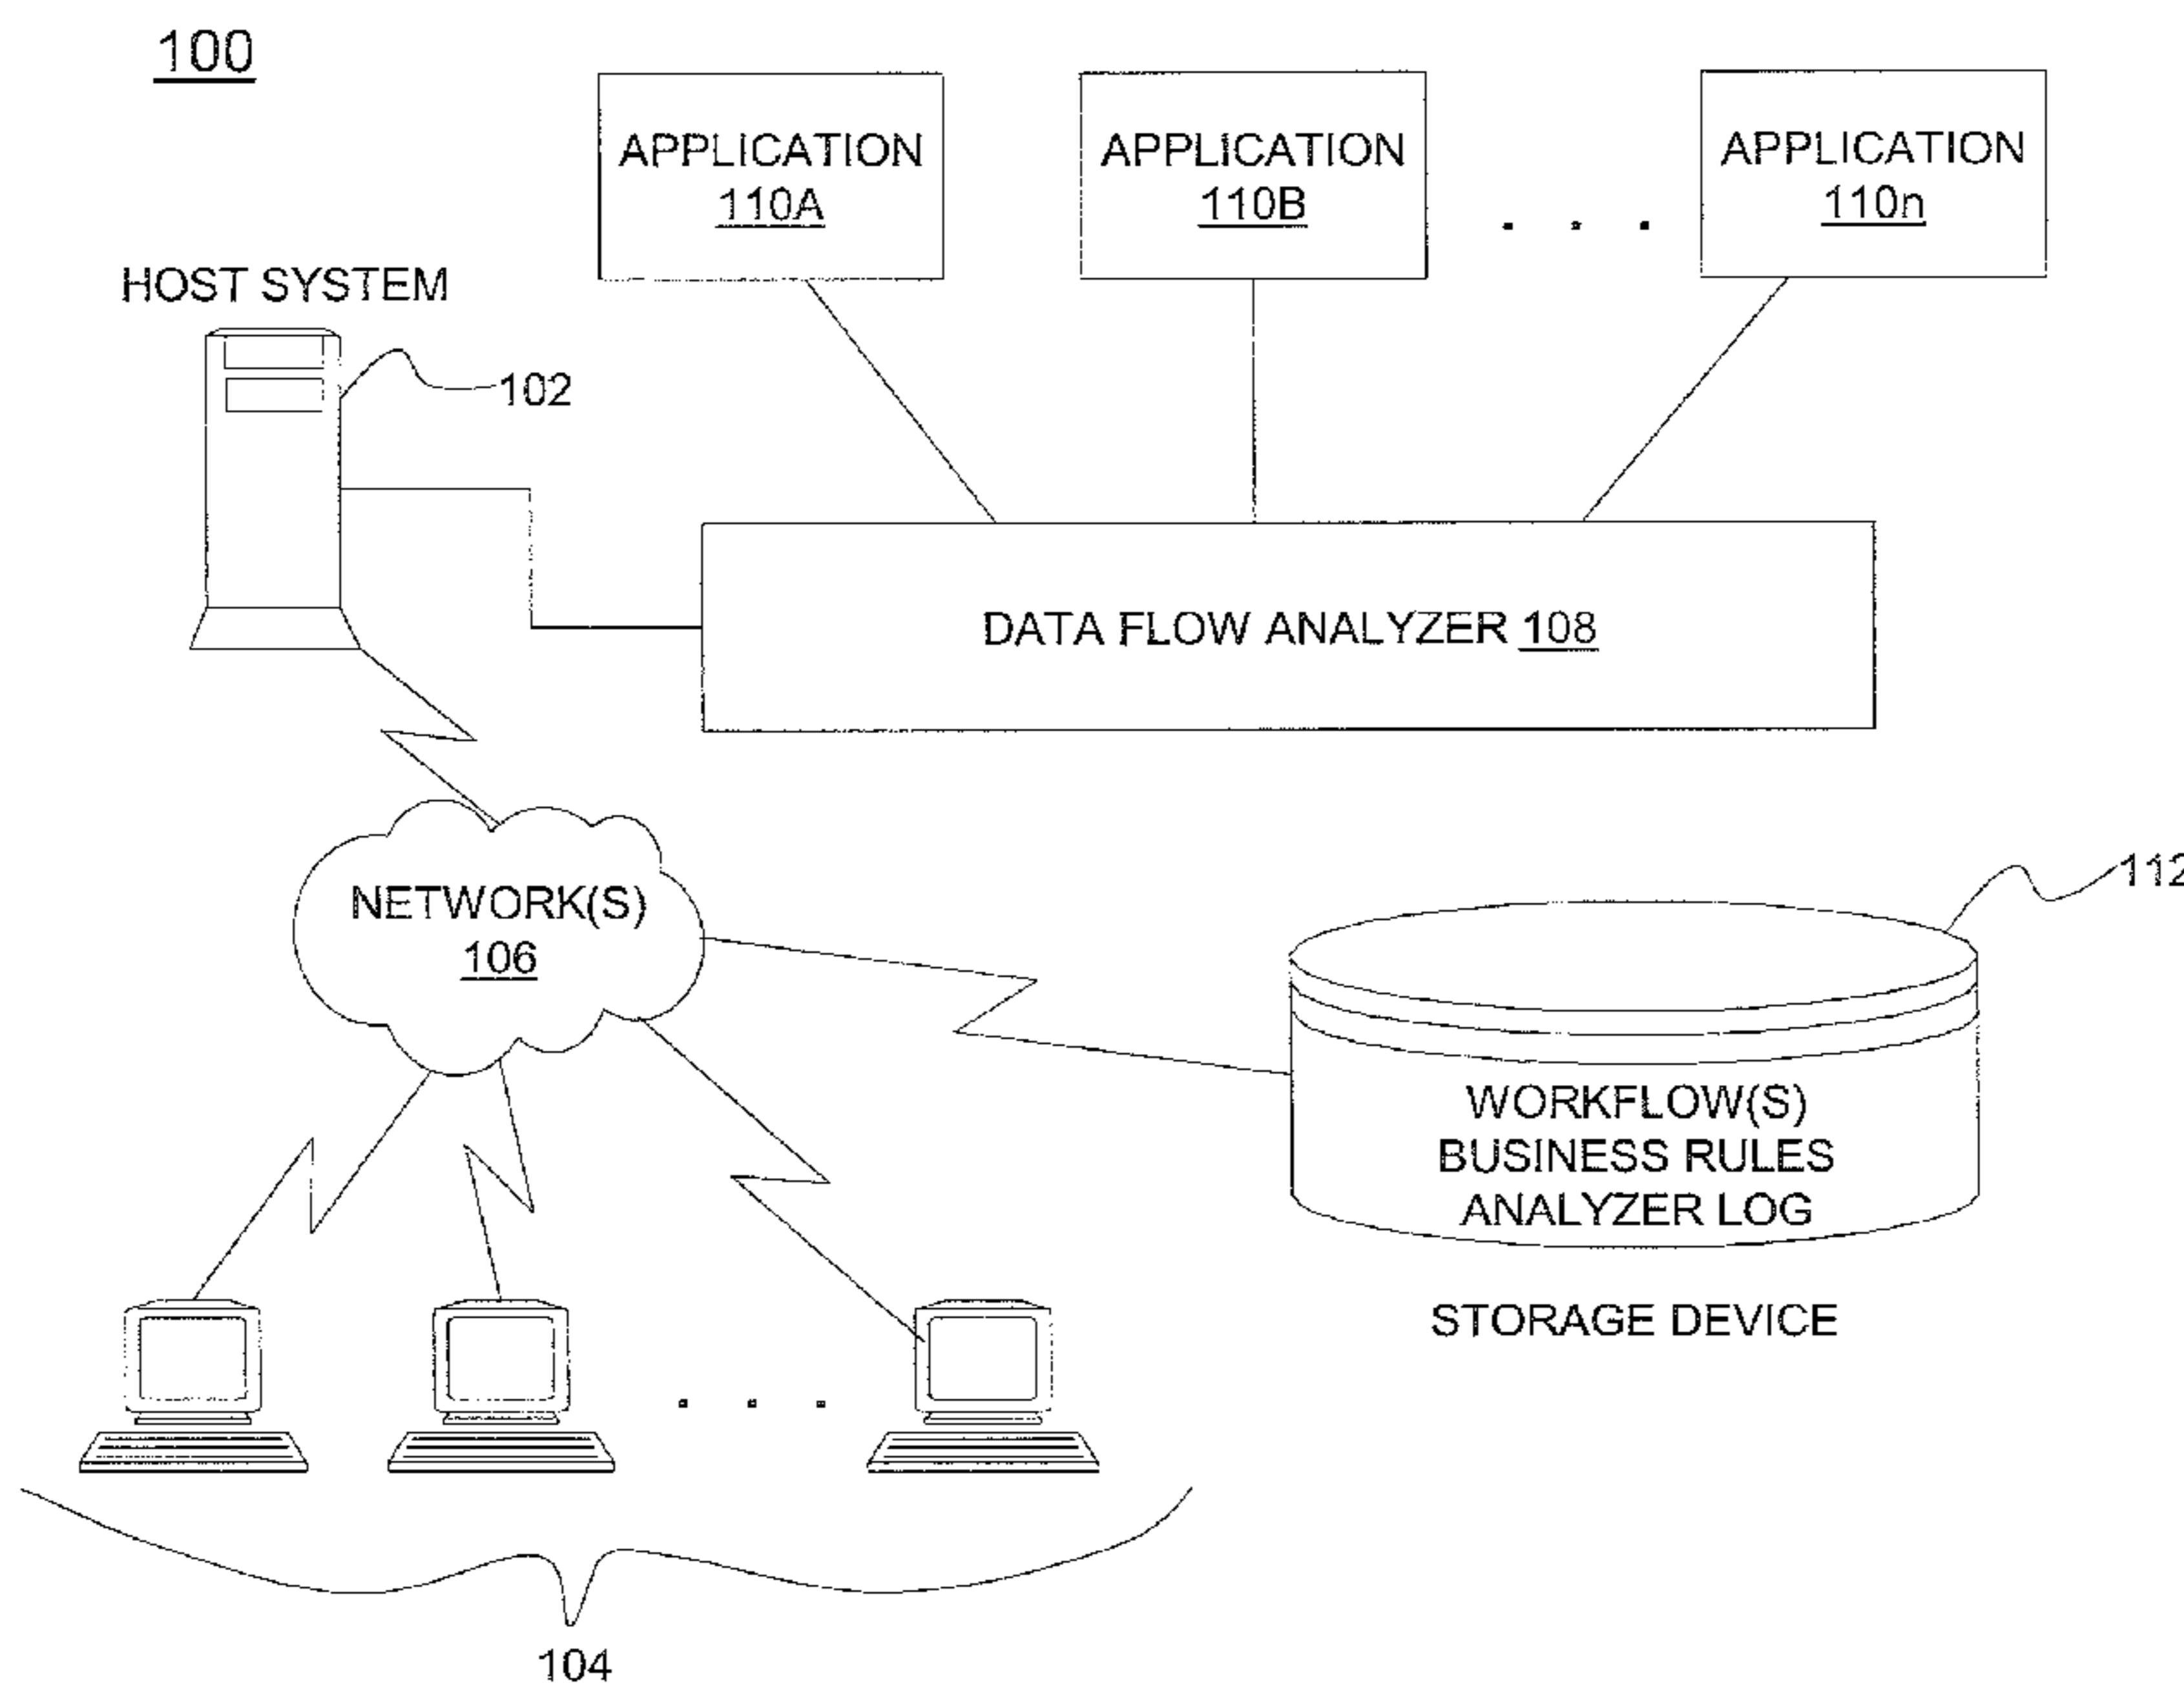 100
APPLICATION
110A
APPLICATION
110B
. . .
APPLICATION
110n
HOST SYSTEM
102
DATA FLOW ANALYZER 108
NETWORK(S)
106
112
WORKFLOW(S)
BUSINESS RULES
ANALYZER LOG
STORAGE DEVICE
. . .
104